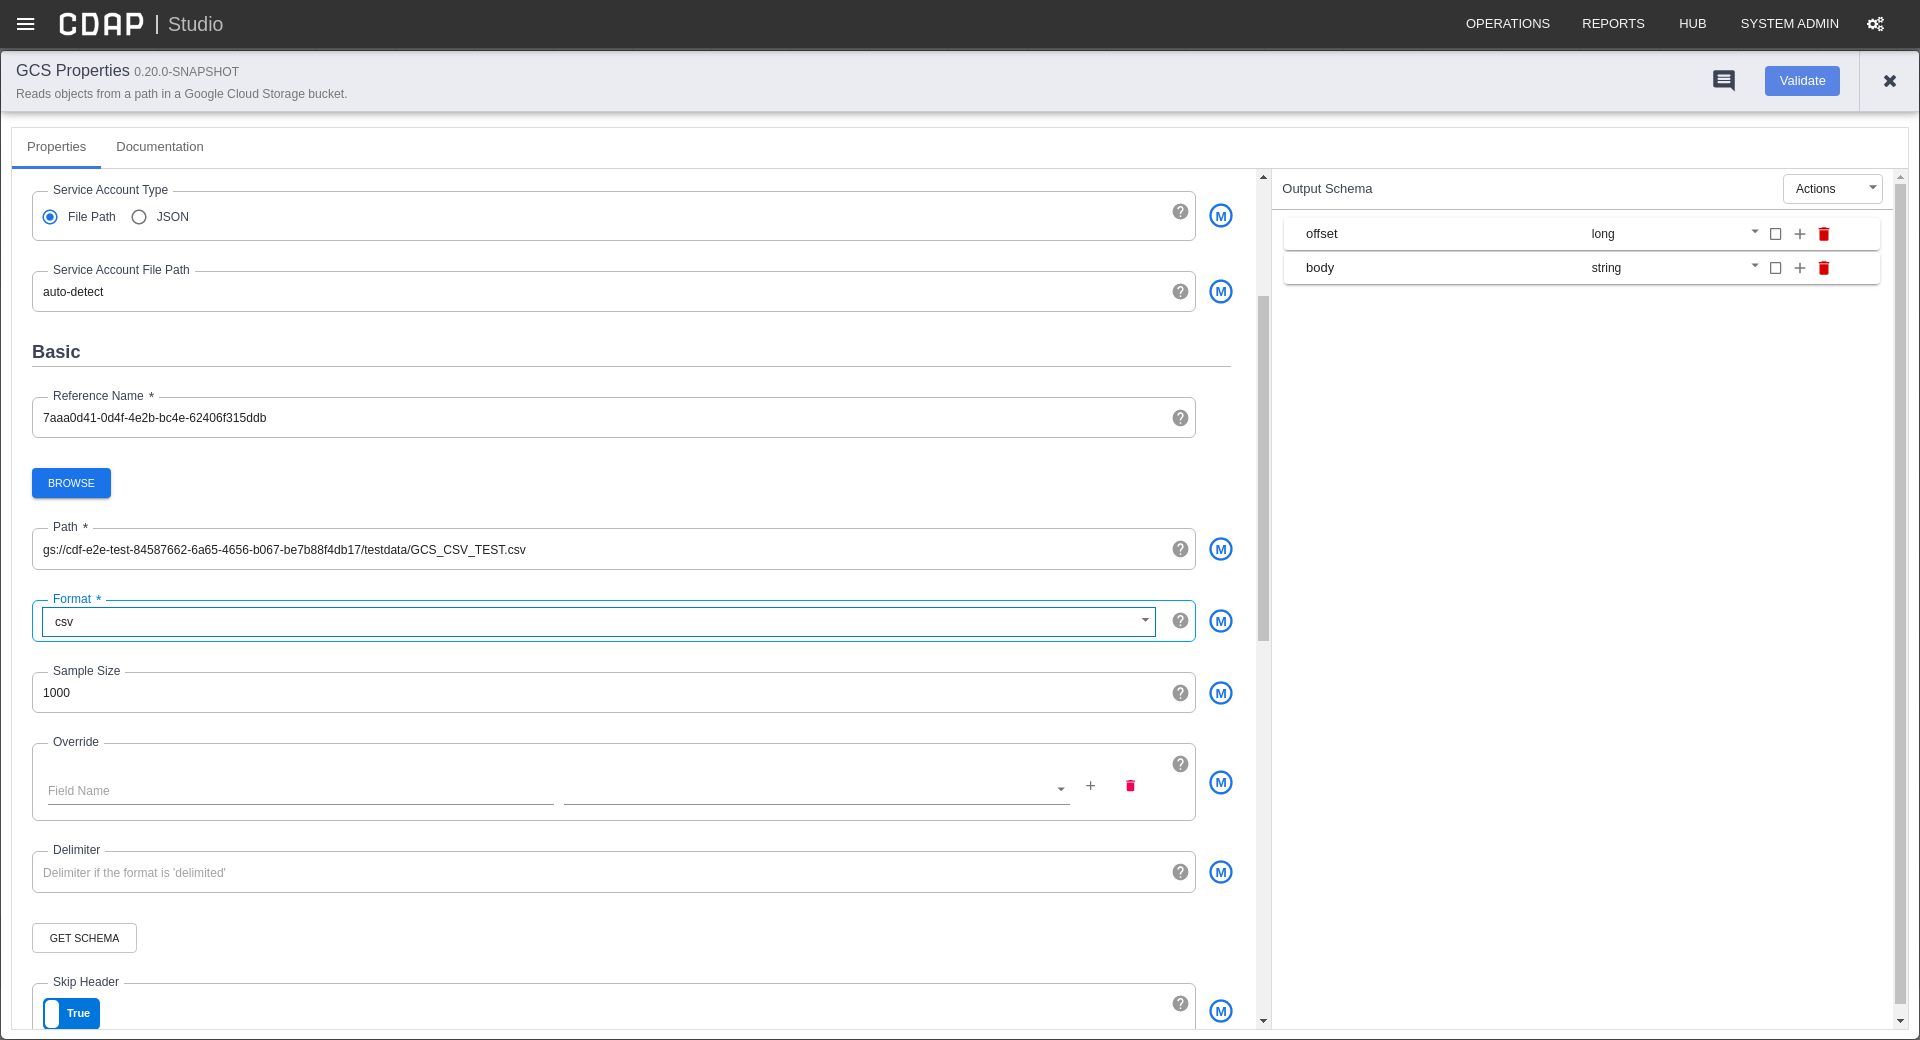 CDAP | Studio
OPERATIONS REPORTS HUB SYSTEM ADMIN
GCS Properties 0.20.0-SNAPSHOT
Reads objects from a path in a Google Cloud Storage bucket.
Validate
Properties Documentation
Service Account Type
File Path JSON
M
Service Account File Path
auto-detect
M
Basic
Reference Name *
7aaa0d41-0d4f-4e2b-bc4e-62406f315ddb
BROWSE
Path *
gs://cdf-e2e-test-84587662-6a65-4656-b067-be7b88f4db17/testdata/GCS_CSV_TEST.csv
M
Format *
csv
M
Sample Size
1000
M
Override
Field Name
M
Delimiter
Delimiter if the format is 'delimited'
M
GET SCHEMA
Skip Header
True
M
Output Schema
Actions
offset long
body string